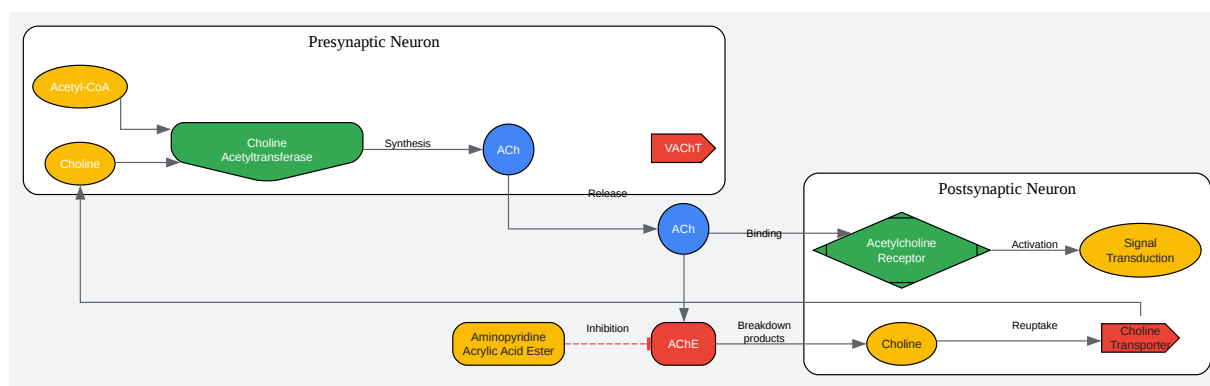 Presynaptic Neuron
Acetyl-CoA
Choline
Acetyltransferase
Synthesis
ACh
VAChT
Choline
Release
Postsynaptic Neuron
ACh
Binding
Acetylcholine
Receptor
Activation
Signal
Transduction
Aminopyridine
Acrylic Acid Ester
Inhibition
AChE
Breakdown
products
Choline
Reuptake
Choline
Transporter